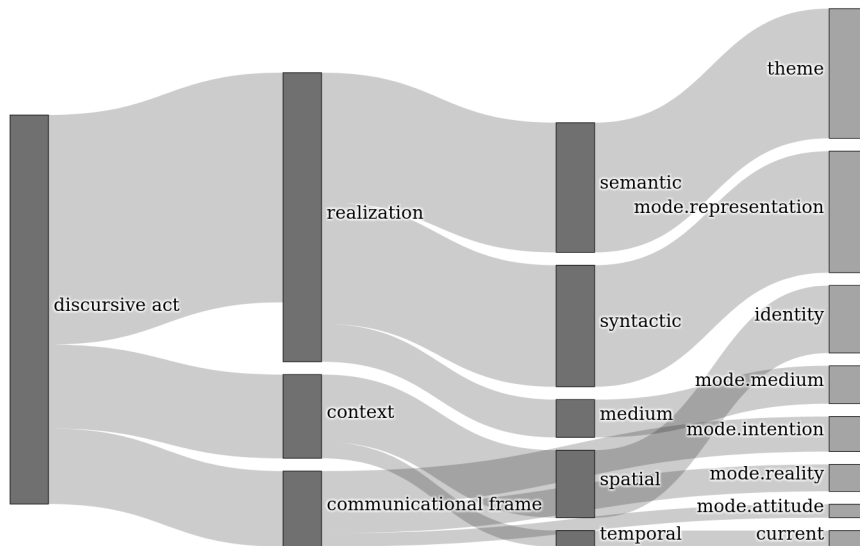 discursive act
realization
context
communicational frame
semantic
syntactic
medium
spatial
temporal
theme
mode.representation
identity
mode.medium
mode.intention
mode.reality
mode.attitude
current